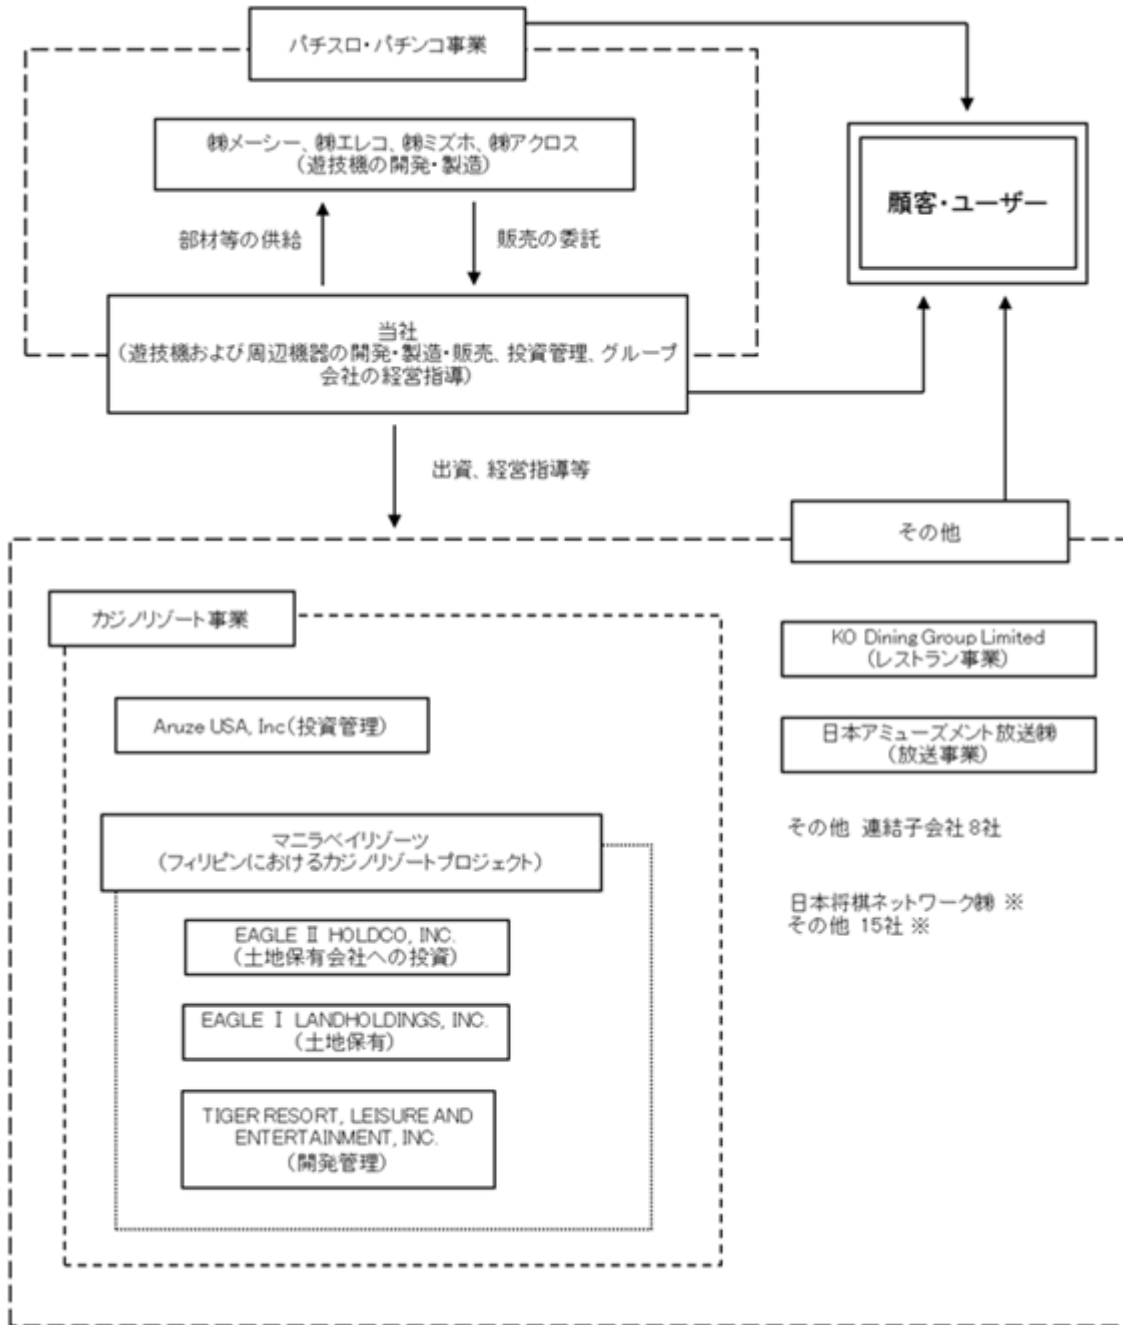 パチスロ・パチンコ事業
㈱メーシー、㈱エレコ、㈱ミズホ、㈱アクロス
(遊技機の開発・製造)
顧客・ユーザー
部材等の供給
販売の委託
当社
(遊技機および周辺機器の開発・製造・販売、投資管理、グループ
会社の経営指導)
出資、経営指導等
その他
カジノリゾート事業
KO Dining Group Limited
(レストラン事業)
Aruze USA, Inc(投資管理)
日本アミューズメント放送㈱
(放送事業)
マニラベイリゾーツ
(フィリピンにおけるカジノリゾートプロジェクト)
その他 連結子会社 8社
日本将棋ネットワーク㈱ ※
その他 15社 ※
EAGLE Ⅱ HOLDCO, INC.
(土地保有会社への投資)
EAGLE Ⅰ LANDHOLDINGS, INC.
(土地保有)
TIGER RESORT, LEISURE AND
ENTERTAINMENT, INC.
(開発管理)